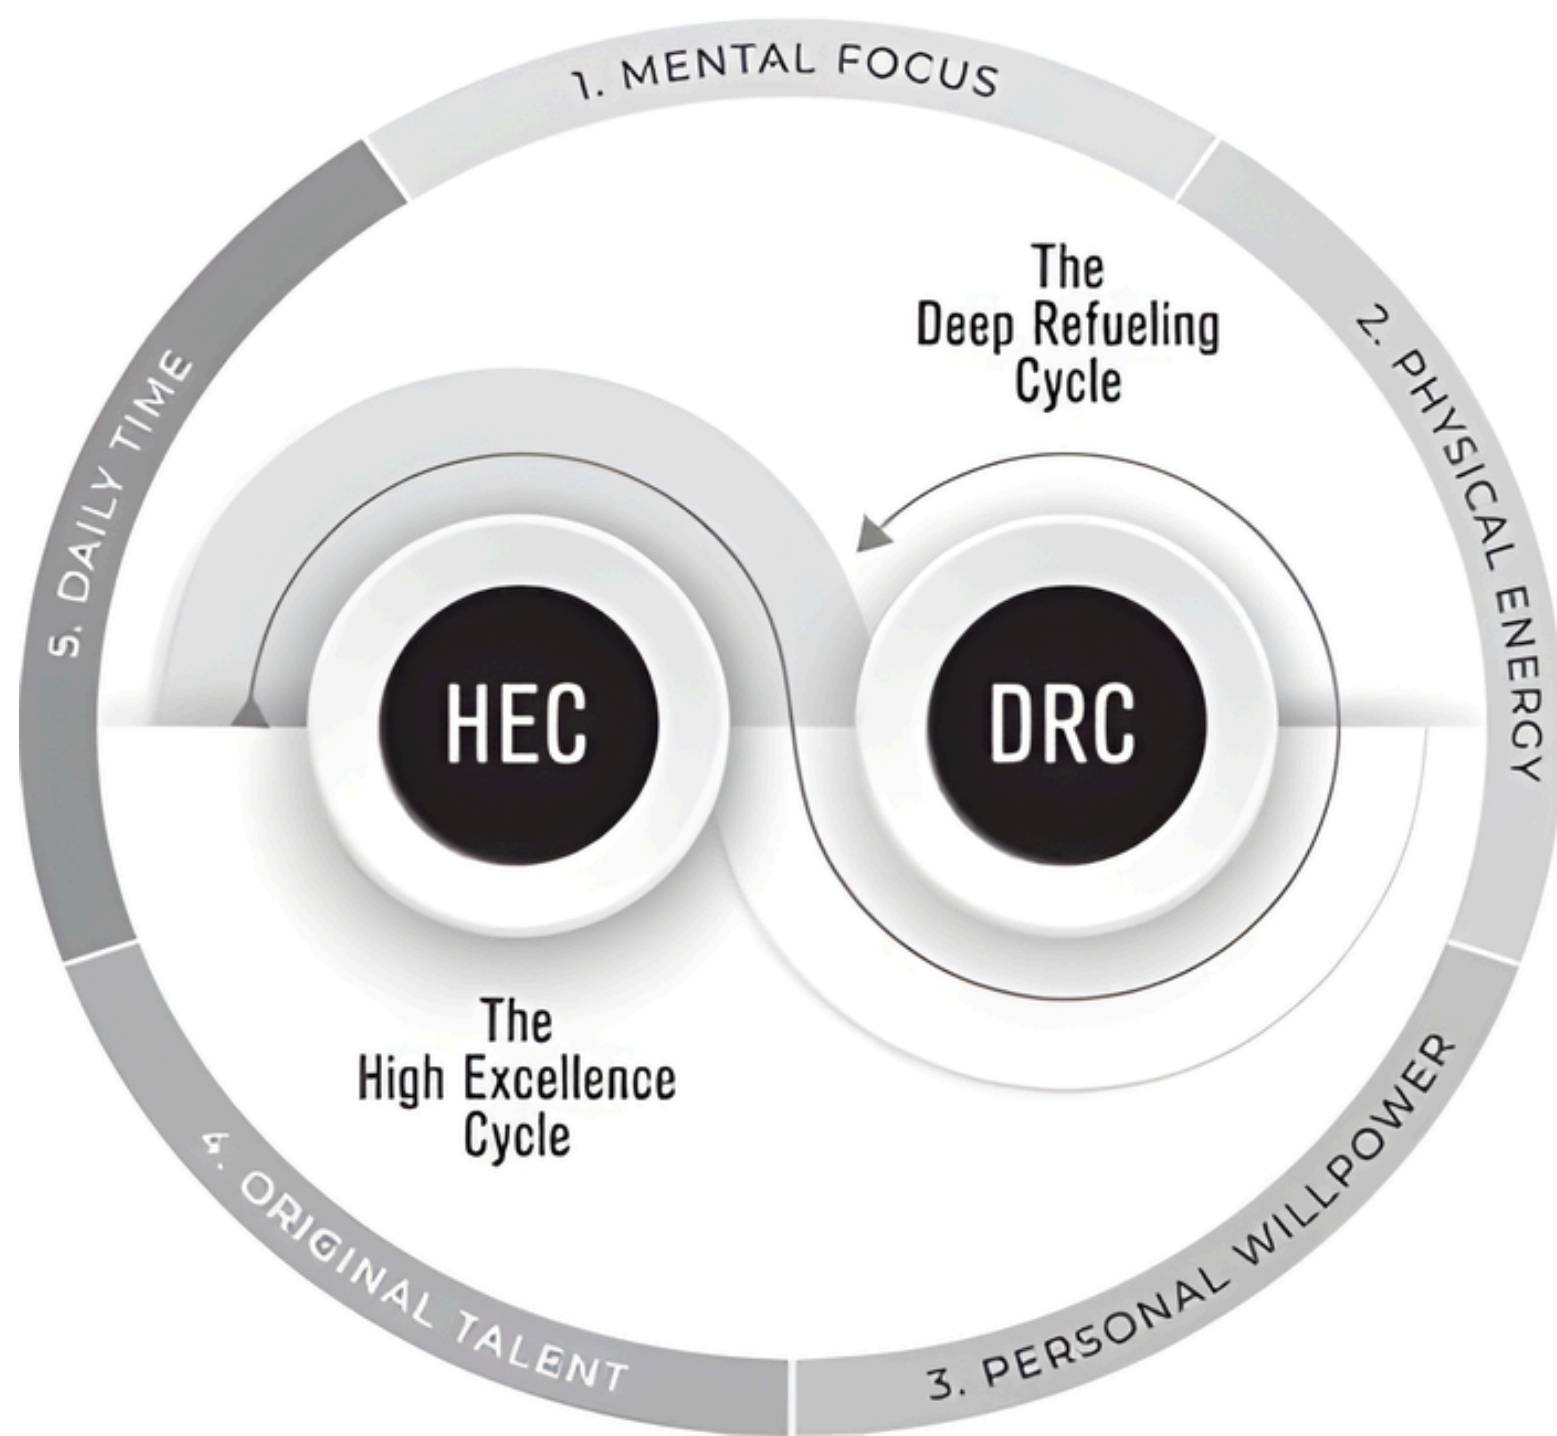 1. MENTAL FOCUS
2. PHYSICAL ENERGY
3. PERSONAL WILLPOWER
4. ORIGINAL TALENT
5. DAILY TIME
The
Deep Refueling
Cycle
HEC
DRC
The
High Excellence
Cycle